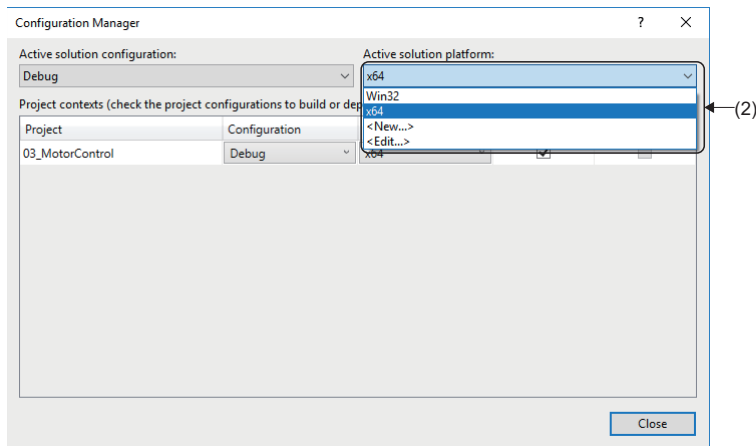 Configuration Manager ? ×
Active solution configuration: Active solution platform:
Debug x64
Project contexts (check the project configurations to build or dep
Win32
x64
<New...>
<Edit...>
(2)
Project Configuration
03_MotorControl Debug x64
Close